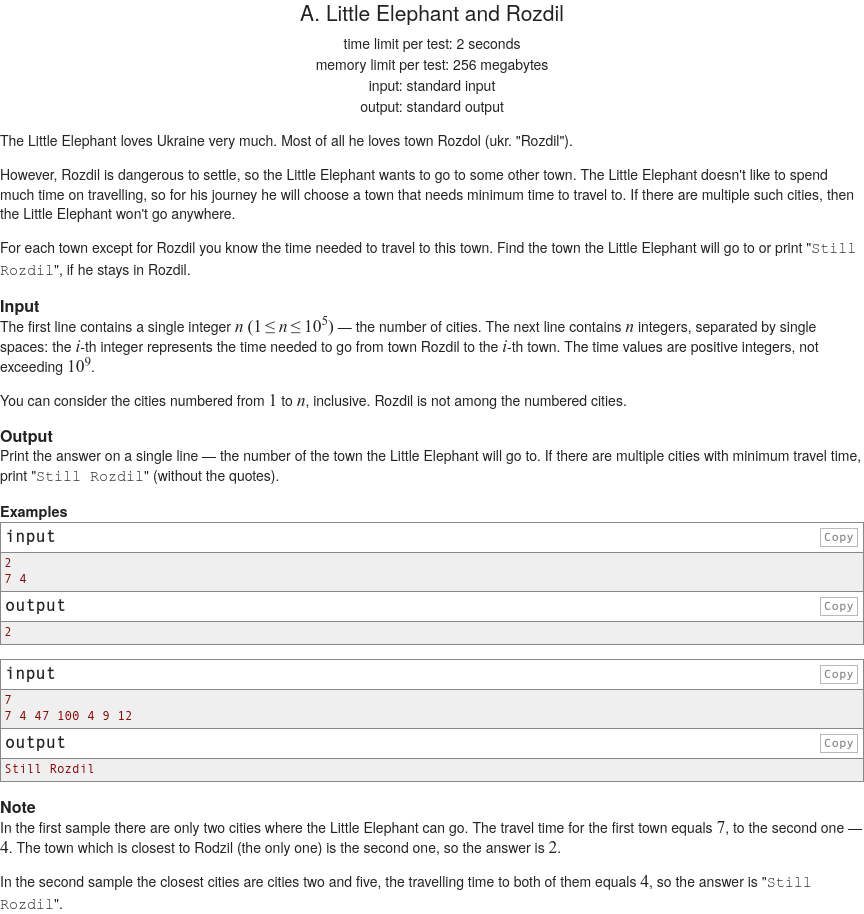 A. Little Elephant and Rozdil
time limit per test: 2 seconds
memory limit per test: 256 megabytes
input: standard input
output: standard output
The Little Elephant loves Ukraine very much. Most of all he loves town Rozdol (ukr. "Rozdil").
However, Rozdil is dangerous to settle, so the Little Elephant wants to go to some other town. The Little Elephant doesn't like to spend
much time on travelling, so for his journey he will choose a town that needs minimum time to travel to. If there are multiple such cities, then
the Little Elephant won't go anywhere.
For each town except for Rozdil you know the time needed to travel to this town. Find the town the Little Elephant will go to or print "Still
Rozdil", if he stays in Rozdil.
Input
The first line contains a single integer n (1 ≤ n ≤ 10^5) — the number of cities. The next line contains n integers, separated by single
spaces: the i-th integer represents the time needed to go from town Rozdil to the i-th town. The time values are positive integers, not
exceeding 10^9.
You can consider the cities numbered from 1 to n, inclusive. Rozdil is not among the numbered cities.
Output
Print the answer on a single line — the number of the town the Little Elephant will go to. If there are multiple cities with minimum travel time,
print "Still Rozdil" (without the quotes).
Examples
input Copy
2
7 4
output Copy
2
input Copy
7
7 4 47 100 4 9 12
output Copy
Still Rozdil
Note
In the first sample there are only two cities where the Little Elephant can go. The travel time for the first town equals 7, to the second one —
4. The town which is closest to Rodzil (the only one) is the second one, so the answer is 2.
In the second sample the closest cities are cities two and five, the travelling time to both of them equals 4, so the answer is "Still
Rozdil".